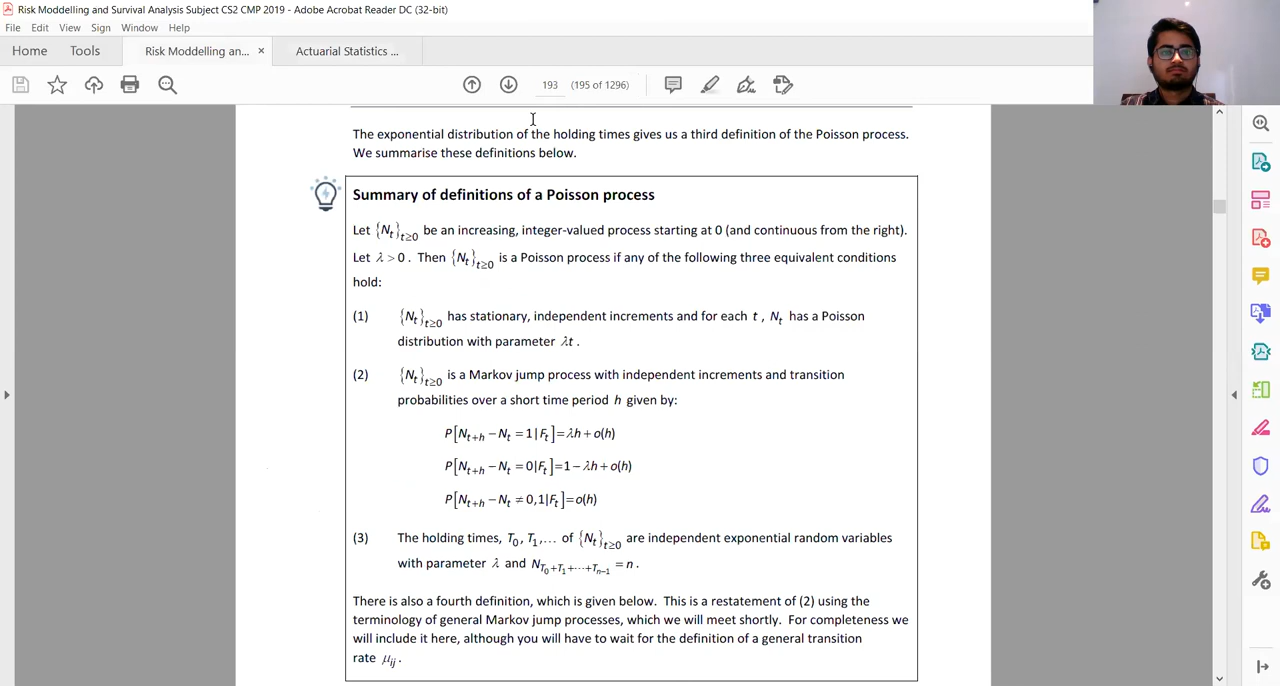 Risk Moddelling and Survival Analysis Subject CS2 CMP 2019 - Adobe Acrobat Reader DC (32-bit)
File Edit View Sign Window Help
Home Tools Risk Moddelling an... × Actuarial Statistics ...
193 (195 of 1296)
The exponential distribution of the holding times gives us a third definition of the Poisson process.
We summarise these definitions below.
Summary of definitions of a Poisson process
Let {N_t}_{t≥0} be an increasing, integer-valued process starting at 0 (and continuous from the right).
Let λ > 0. Then {N_t}_{t≥0} is a Poisson process if any of the following three equivalent conditions
hold:
(1) {N_t}_{t≥0} has stationary, independent increments and for each t, N_t has a Poisson
distribution with parameter λt.
(2) {N_t}_{t≥0} is a Markov jump process with independent increments and transition
probabilities over a short time period h given by:
P[N_{t+h} − N_t = 1 | F_t] = λh + o(h)
P[N_{t+h} − N_t = 0 | F_t] = 1 − λh + o(h)
P[N_{t+h} − N_t ≠ 0,1 | F_t] = o(h)
(3) The holding times, T_0, T_1, ... of {N_t}_{t≥0} are independent exponential random variables
with parameter λ and N_{T_0+T_1+⋯+T_{n−1}} = n.
There is also a fourth definition, which is given below. This is a restatement of (2) using the
terminology of general Markov jump processes, which we will meet shortly. For completeness we
will include it here, although you will have to wait for the definition of a general transition
rate μ_{ij}.